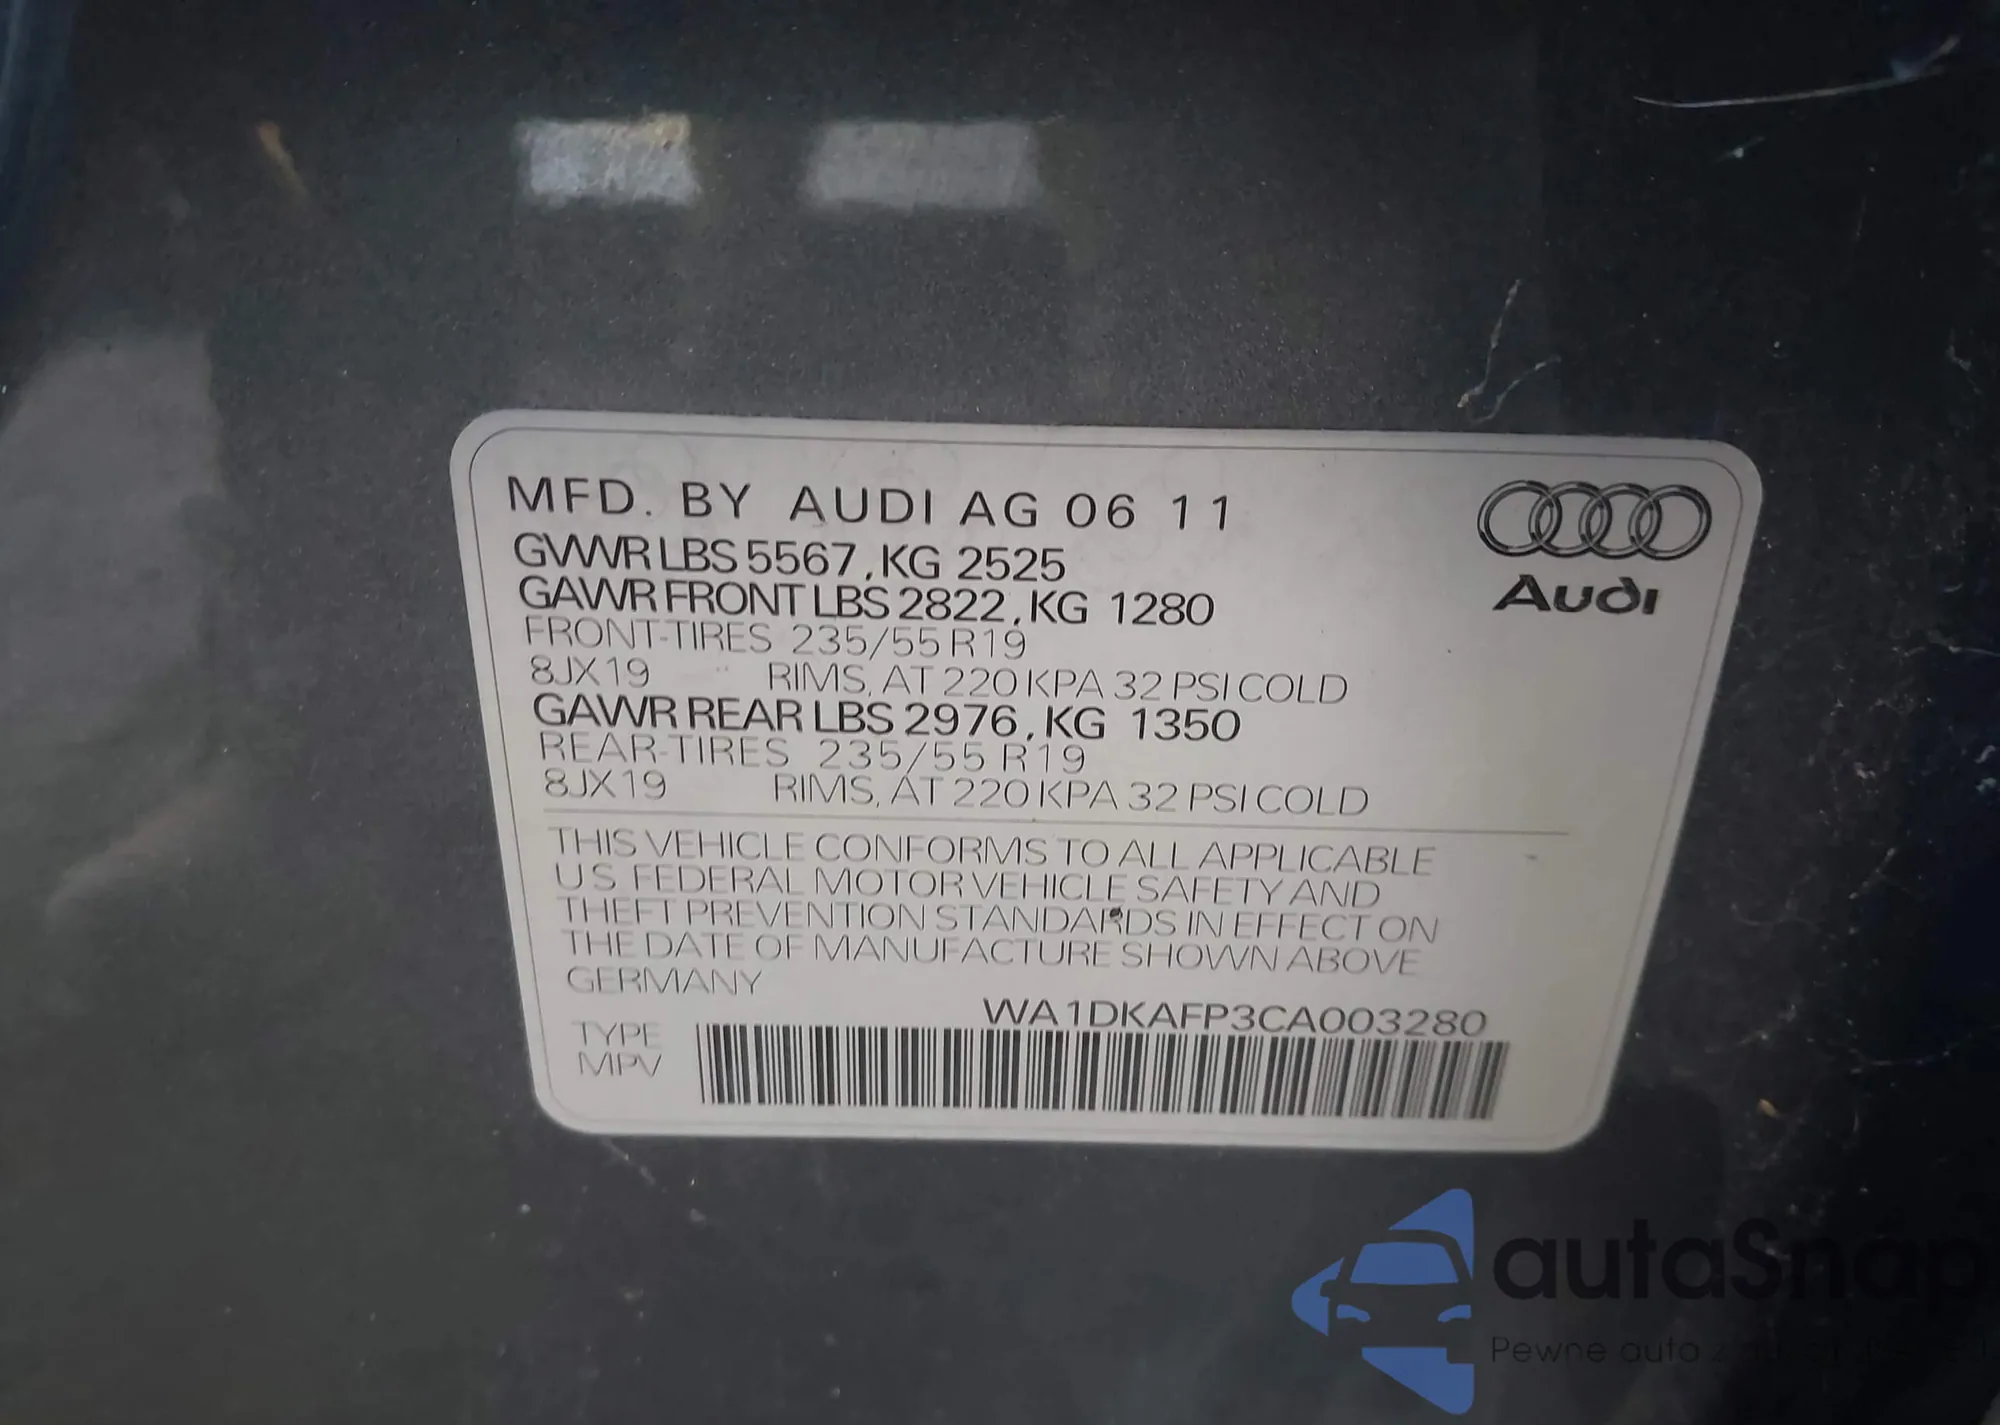 MFD. BY AUDI AG 06 11
GVWR LBS 5567, KG 2525
GAWR FRONT LBS 2822, KG 1280
FRONT-TIRES 235/55 R19
8JX19 RIMS, AT 220 KPA 32 PSI COLD
GAWR REAR LBS 2976, KG 1350
REAR-TIRES 235/55 R19
8JX19 RIMS, AT 220 KPA 32 PSI COLD
Audi
THIS VEHICLE CONFORMS TO ALL APPLICABLE
US FEDERAL MOTOR VEHICLE SAFETY AND
THEFT PREVENTION STANDARDS IN EFFECT ON
THE DATE OF MANUFACTURE SHOWN ABOVE
GERMANY
WA1DKAFP3CA003280
TYPE
MPV
autaSnap
Pewne auto z